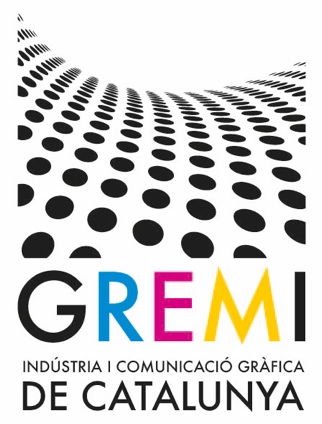 GREMI
INDÚSTRIA I COMUNICACIÓ GRÀFICA
DE CATALUNYA